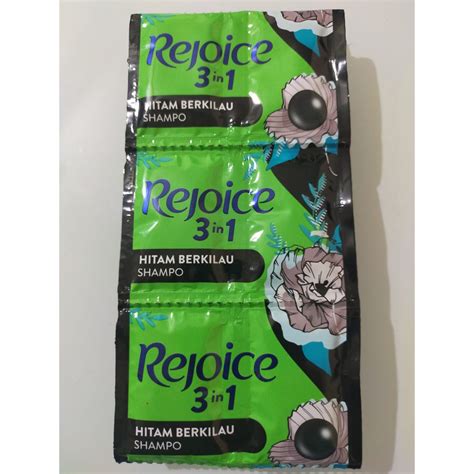 Rejoice
3 in 1
HITAM BERKILAU
SHAMPO
Rejoice
3 in 1
HITAM BERKILAU
SHAMPO
Rejoice
3 in 1
HITAM BERKILAU
SHAMPO